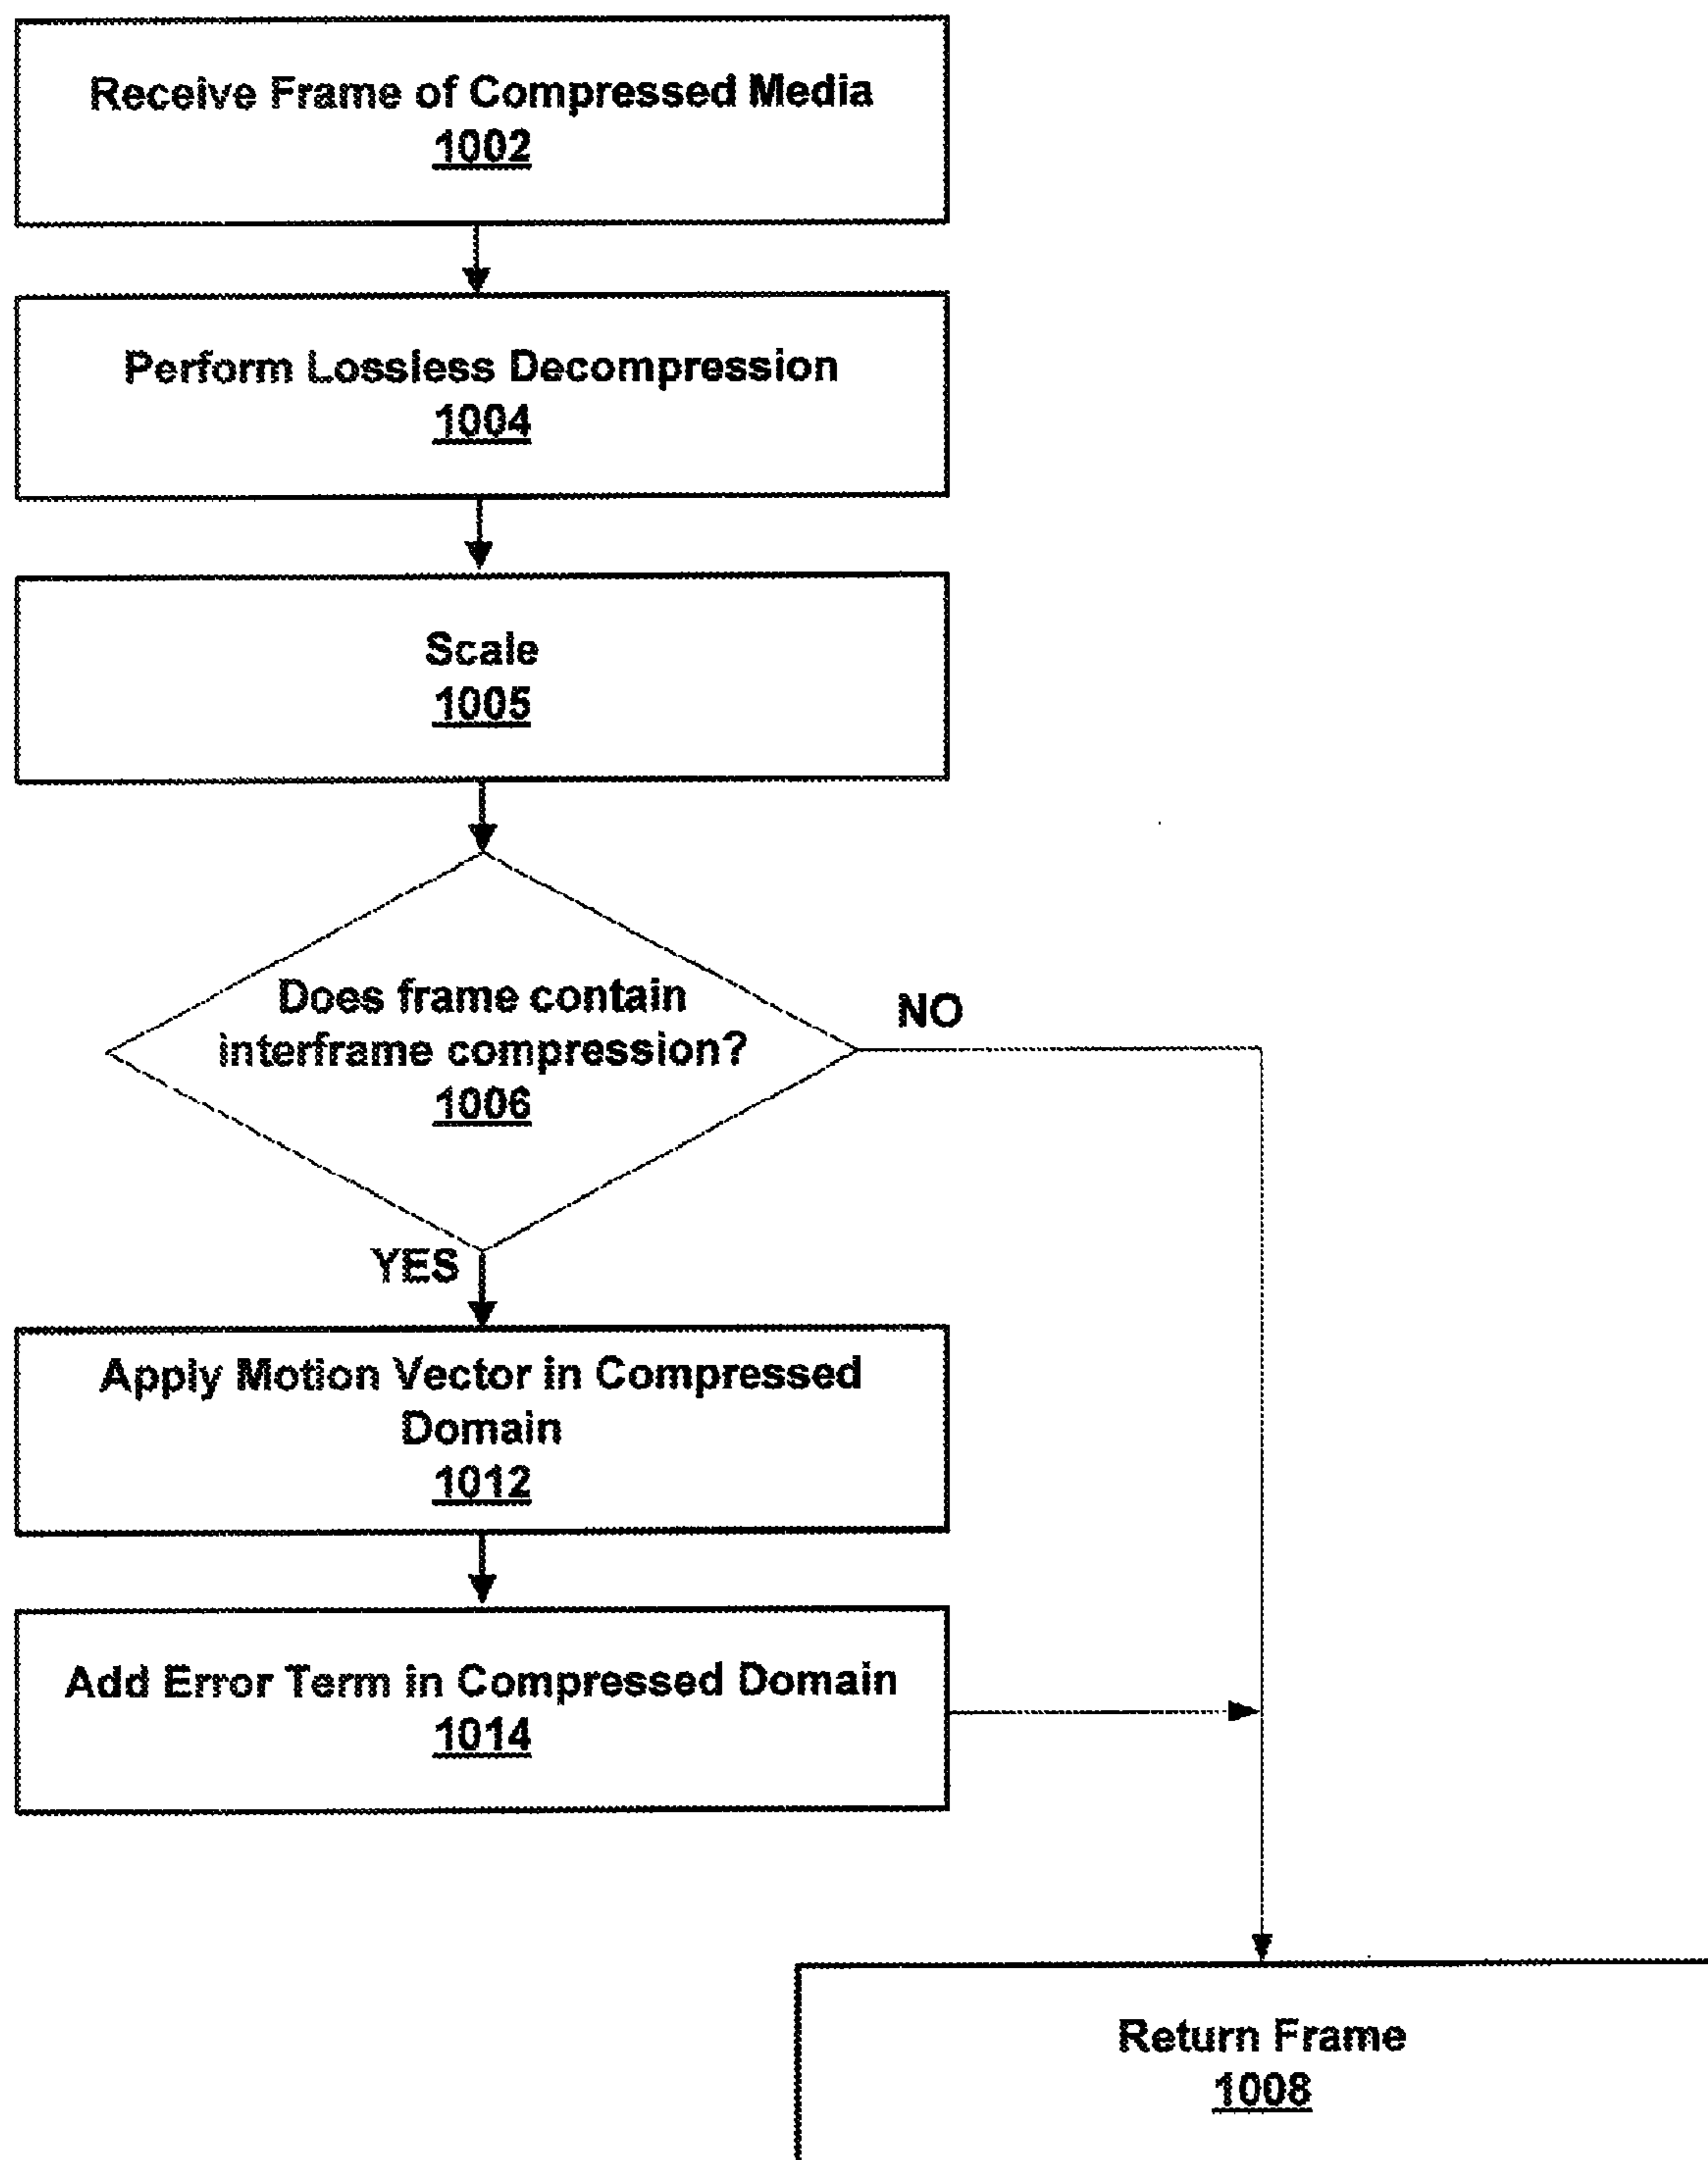 Receive Frame of Compressed Media
1002
Perform Lossless Decompression
1004
Scale
1005
Does frame contain
interframe compression?
1006
NO
YES
Apply Motion Vector in Compressed
Domain
1012
Add Error Term in Compressed Domain
1014
Return Frame
1008